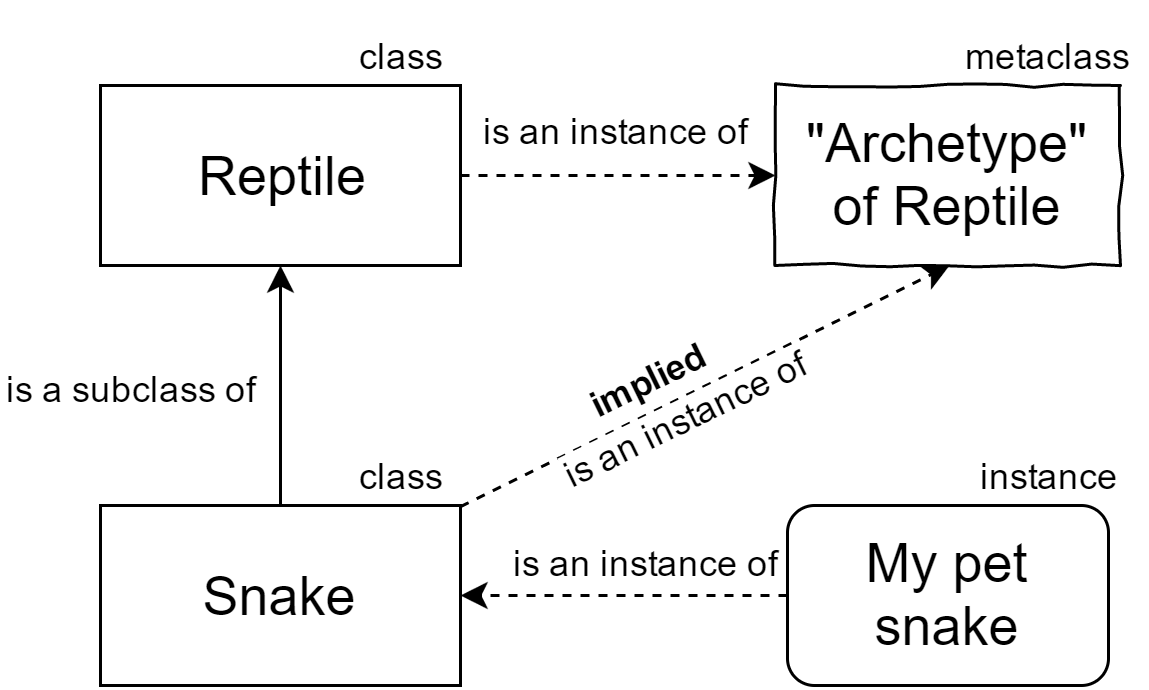 class
metaclass
Reptile
is an instance of
"Archetype"
of Reptile
is a subclass of
implied
is an instance of
class
instance
Snake
is an instance of
My pet
snake